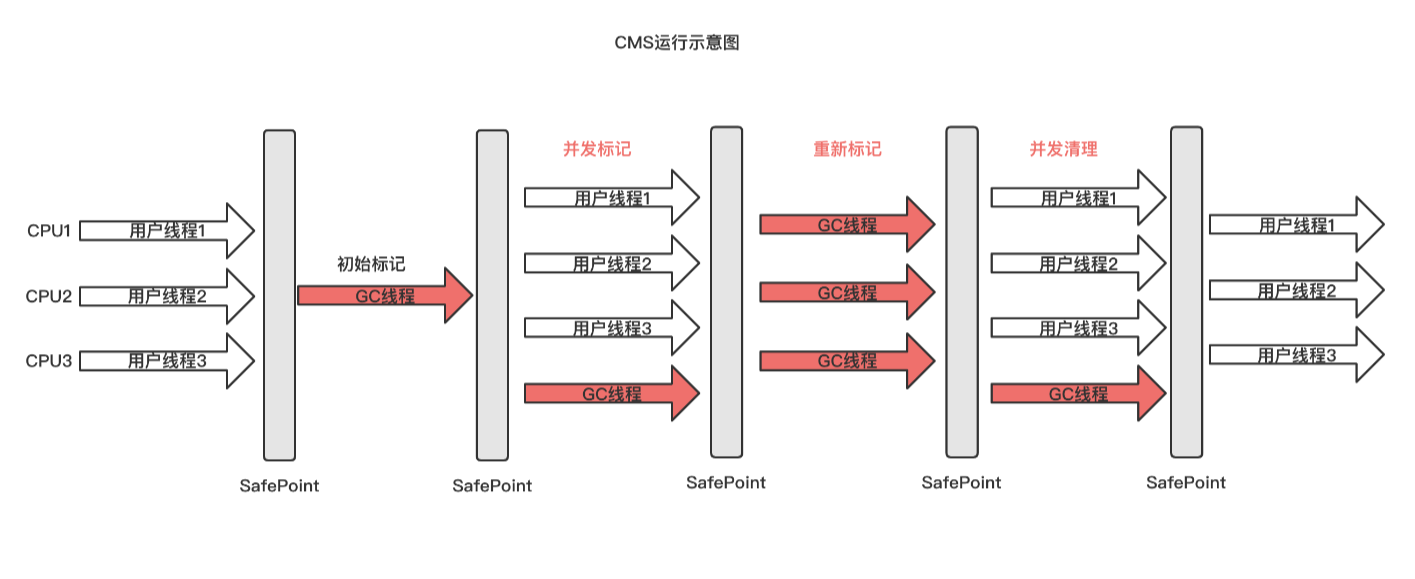 CMS运行示意图
并发标记
重新标记
并发清理
用户线程1
用户线程1
CPU1
用户线程1
GC线程
用户线程1
初始标记
用户线程2
用户线程2
CPU2
用户线程2
GC线程
GC线程
用户线程2
用户线程3
用户线程3
CPU3
用户线程3
GC线程
用户线程3
GC线程
GC线程
SafePoint
SafePoint
SafePoint
SafePoint
SafePoint